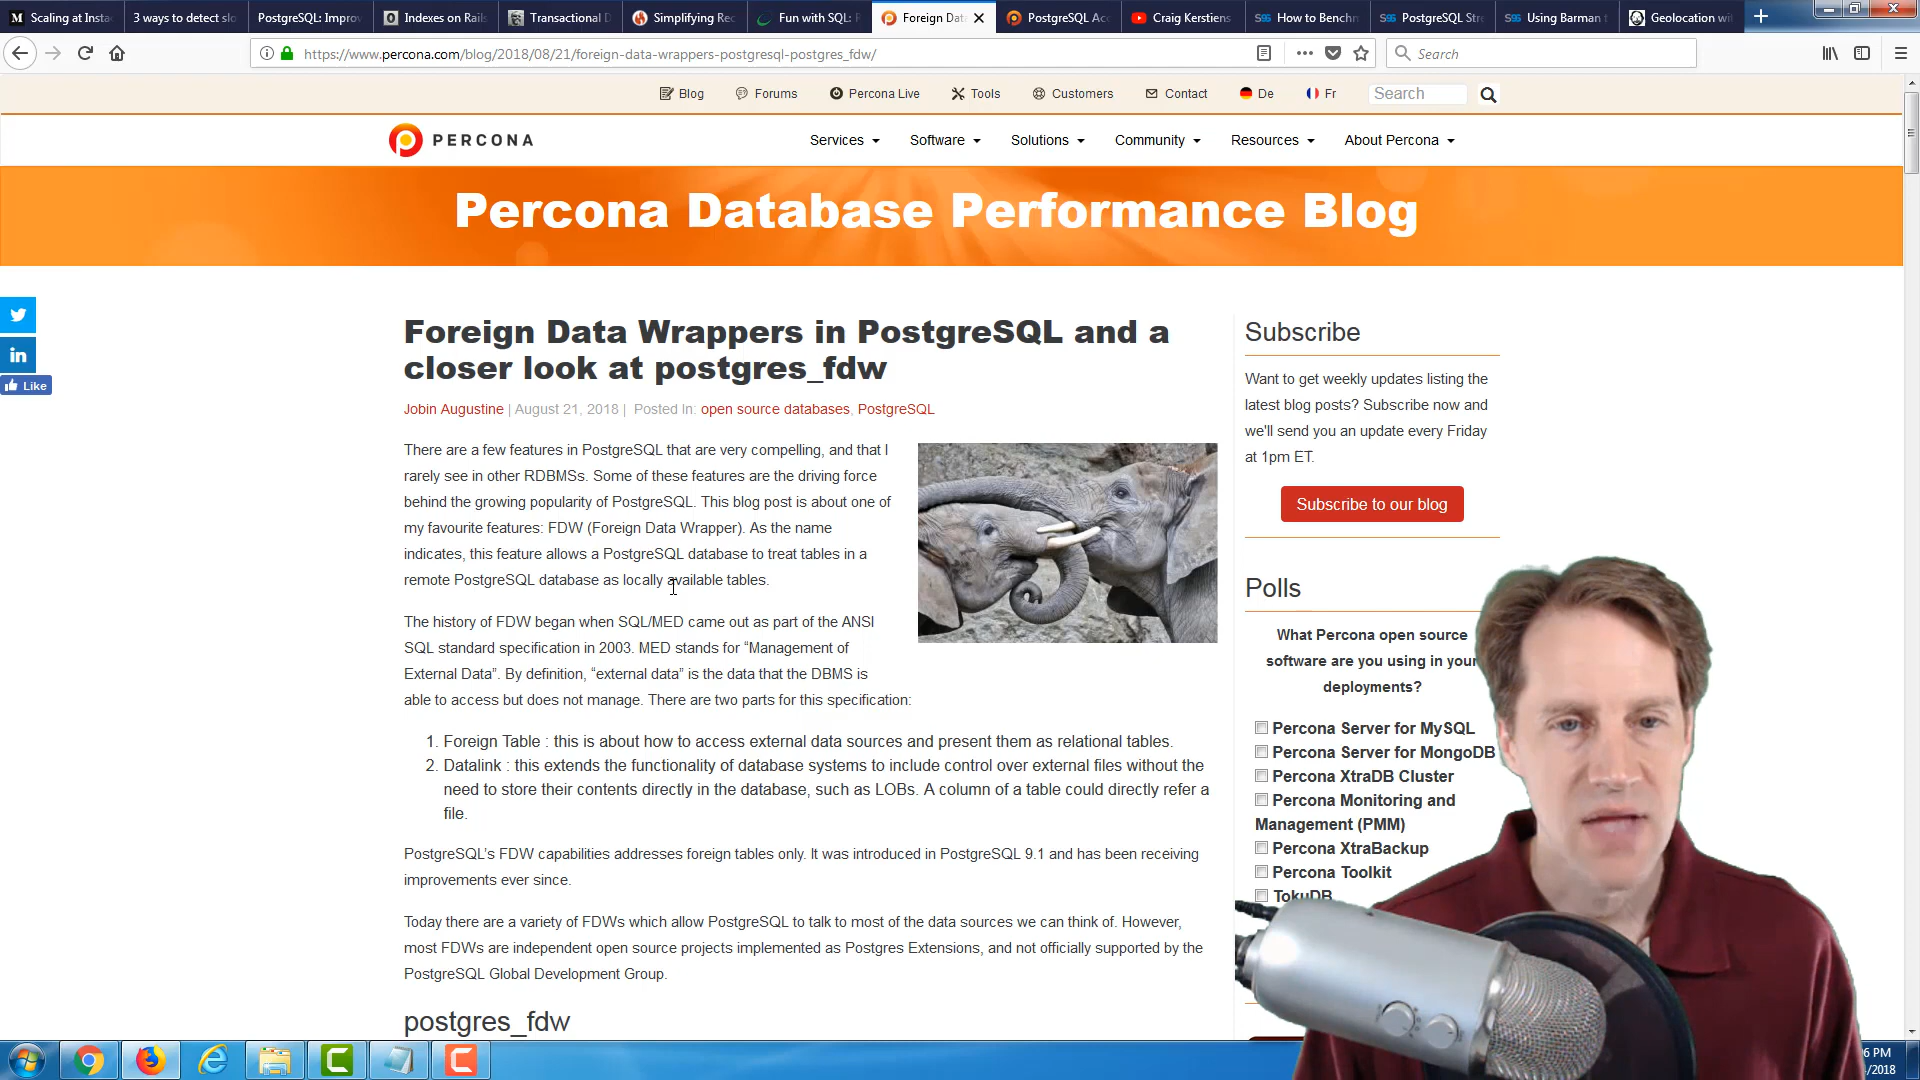 Scaling at Insta
3 ways to detect slo
PostgreSQL: Improv
Indexes on Rails
Transactional D
Simplifying Rec
Fun with SQL: P
Foreign Dat
PostgreSQL Acc
Craig Kerstiens
How to Benchm
PostgreSQL Stre
Using Barman t
Geolocation wi
https://www.percona.com/blog/2018/08/21/foreign-data-wrappers-postgresql-postgres_fdw/
Search
Blog
Forums
Percona Live
Tools
Customers
Contact
De
Fr
Search
PERCONA
Services
Software
Solutions
Community
Resources
About Percona
Percona Database Performance Blog
Like
Foreign Data Wrappers in PostgreSQL and a
closer look at postgres_fdw
Jobin Augustine | August 21, 2018 | Posted In: open source databases, PostgreSQL
There are a few features in PostgreSQL that are very compelling, and that I
rarely see in other RDBMSs. Some of these features are the driving force
behind the growing popularity of PostgreSQL. This blog post is about one of
my favourite features: FDW (Foreign Data Wrapper). As the name
indicates, this feature allows a PostgreSQL database to treat tables in a
remote PostgreSQL database as locally available tables.
The history of FDW began when SQL/MED came out as part of the ANSI
SQL standard specification in 2003. MED stands for “Management of
External Data”. By definition, “external data” is the data that the DBMS is
able to access but does not manage. There are two parts for this specification:
1. Foreign Table : this is about how to access external data sources and present them as relational tables.
2. Datalink : this extends the functionality of database systems to include control over external files without the
need to store their contents directly in the database, such as LOBs. A column of a table could directly refer a
file.
PostgreSQL’s FDW capabilities addresses foreign tables only. It was introduced in PostgreSQL 9.1 and has been receiving
improvements ever since.
Today there are a variety of FDWs which allow PostgreSQL to talk to most of the data sources we can think of. However,
most FDWs are independent open source projects implemented as Postgres Extensions, and not officially supported by the
PostgreSQL Global Development Group.
postgres_fdw
Subscribe
Want to get weekly updates listing the
latest blog posts? Subscribe now and
we'll send you an update every Friday
at 1pm ET.
Subscribe to our blog
Polls
What Percona open source
software are you using in your
deployments?
Percona Server for MySQL
Percona Server for MongoDB
Percona XtraDB Cluster
Percona Monitoring and
Management (PMM)
Percona XtraBackup
Percona Toolkit
TokuDB
6 PM
/2018